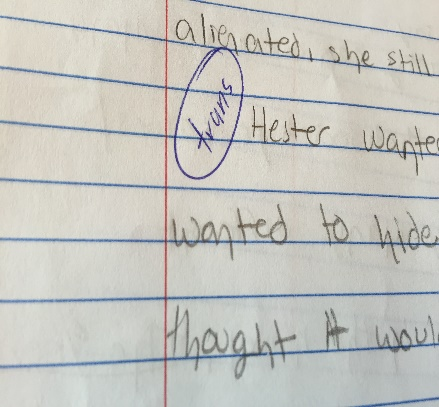 alienated, she still
trans
Hester wante
wanted to hide
thought it woul